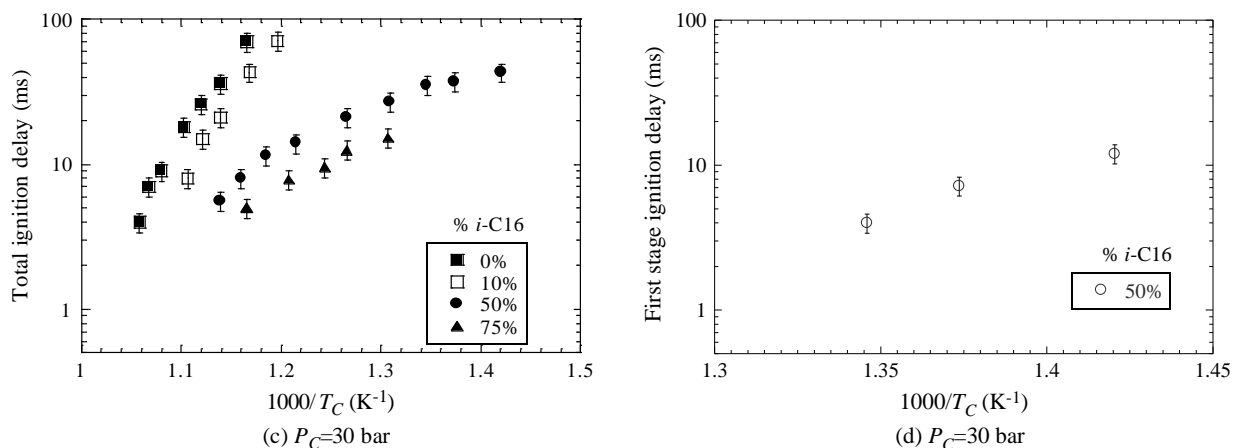 100
10
1
Total ignition delay (ms)
% i-C16
0%
10%
50%
75%
1 1.1 1.2 1.3 1.4 1.5
1000/T_C (K⁻¹)
(c) P_C=30 bar
100
10
1
First stage ignition delay (ms)
% i-C16
50%
1.3 1.35 1.4 1.45
1000/T_C (K⁻¹)
(d) P_C=30 bar